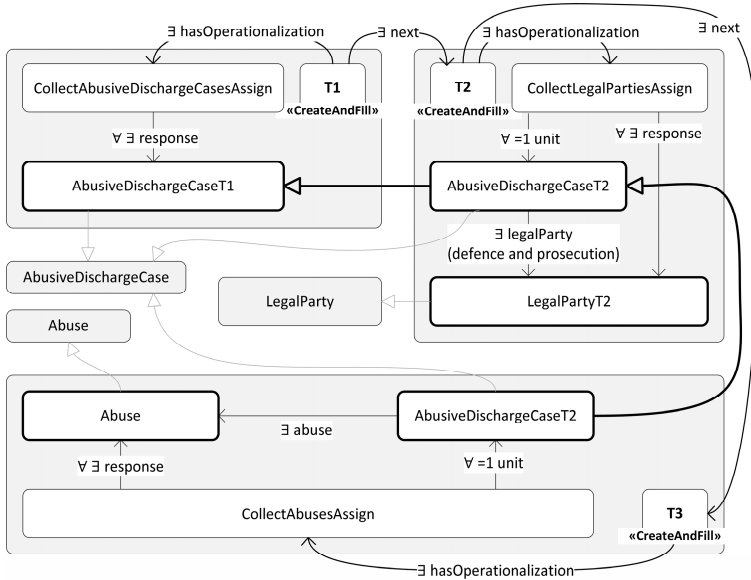 ∃ hasOperationalization
∃ next
∃ hasOperationalization
∃ next
CollectAbusiveDischargeCasesAssign
T1
«CreateAndFill»
T2
«CreateAndFill»
CollectLegalPartiesAssign
∀ ∃ response
∀ =1 unit
∀ ∃ response
AbusiveDischargeCaseT1
AbusiveDischargeCaseT2
∃ legalParty
(defence and prosecution)
AbusiveDischargeCase
LegalParty
LegalPartyT2
Abuse
Abuse
∃ abuse
AbusiveDischargeCaseT2
∀ ∃ response
∀ =1 unit
CollectAbusesAssign
T3
«CreateAndFill»
∃ hasOperationalization